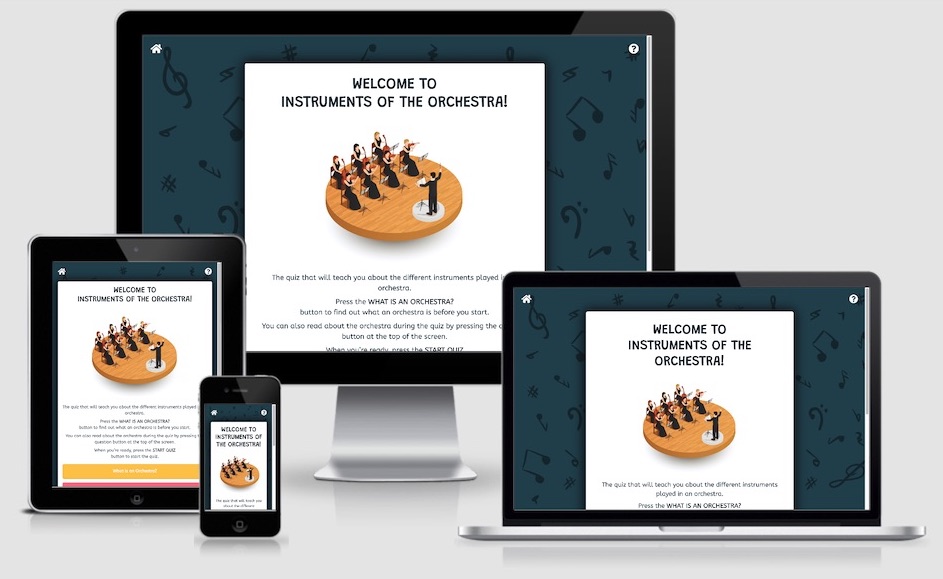 ?
WELCOME TO
INSTRUMENTS OF THE ORCHESTRA!
The quiz that will teach you about the different instruments played
orchestra.
Press the WHAT IS AN ORCHESTRA?
button to find out what an orchestra is before you start.
You can also read about the orchestra during the quiz by pressing the
button at the top of the screen.
When you're ready, press the START QUIZ
?
WELCOME TO
INSTRUMENTS OF THE ORCHESTRA!
The quiz that will teach you about the different instruments played
orchestra.
Press the WHAT IS AN ORCHESTRA?
button to find out what an orchestra is before you start.
You can also read about the orchestra during the quiz by pressing
question button at the top of the screen.
When you're ready, press the START QUIZ
button to start the quiz.
What is an Orchestra?
?
WELCOME TO
INSTRUMENTS OF
THE ORCHESTRA!
The quiz that will teach you
about the different
?
WELCOME TO
INSTRUMENTS OF THE
ORCHESTRA!
The quiz that will teach you about the different instruments
played in an orchestra.
Press the WHAT IS AN ORCHESTRA?